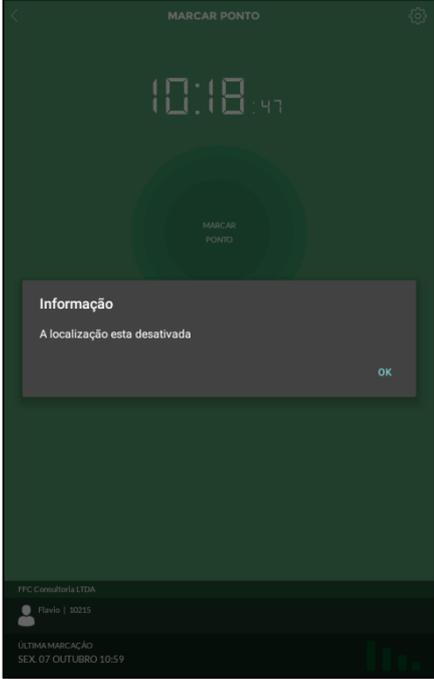 MARCAR PONTO
10:18:47
MARCAR
PONTO
Informação
A localização esta desativada
OK
FFC Consultoria LTDA
Flavio | 10215
ÚLTIMA MARCAÇÃO
SEX. 07 OUTUBRO 10:59